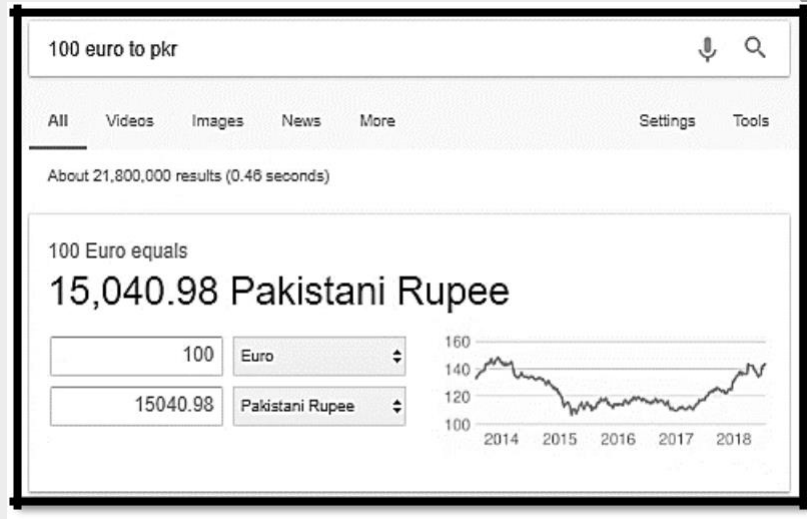 100 euro to pkr
All Videos Images News More Settings Tools
About 21,800,000 results (0.46 seconds)
100 Euro equals
15,040.98 Pakistani Rupee
100 Euro
15040.98 Pakistani Rupee
160
140
120
100
2014 2015 2016 2017 2018